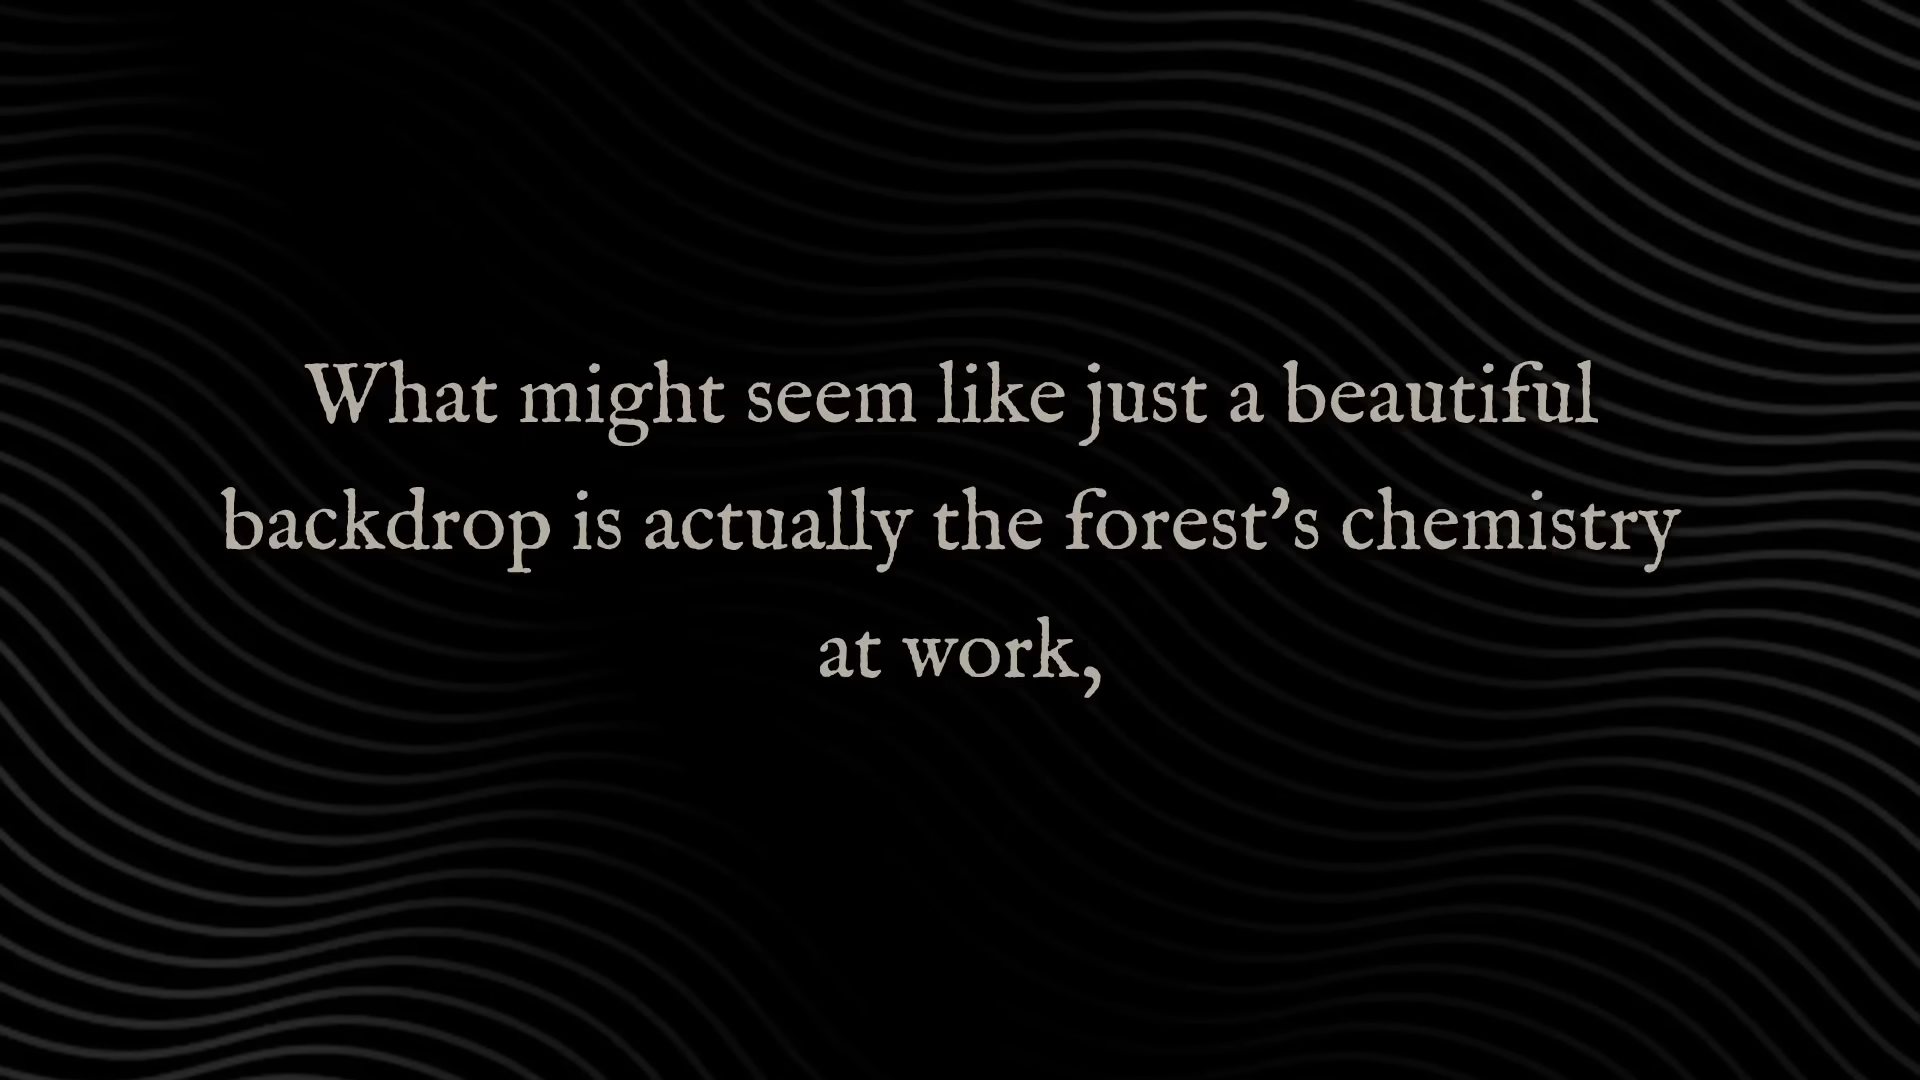 What might seem like just a beautiful
backdrop is actually the forest’s chemistry
at work,